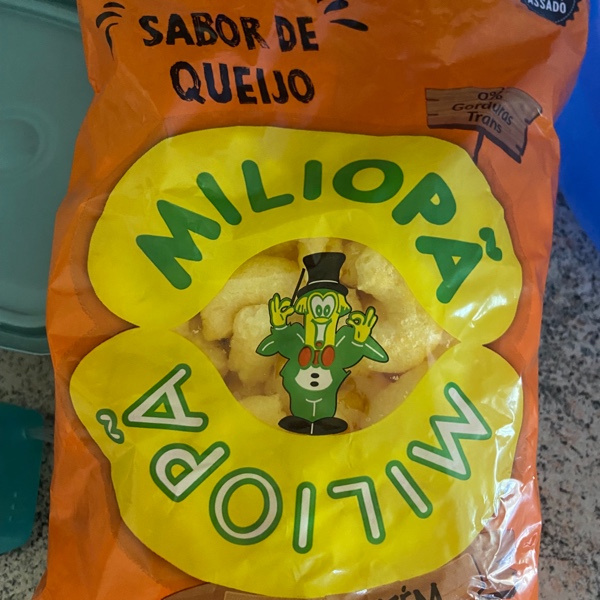 SABOR DE
QUEIJO
0%
Gorduras
Trans
MILIOPÃ
MILIOPÃ